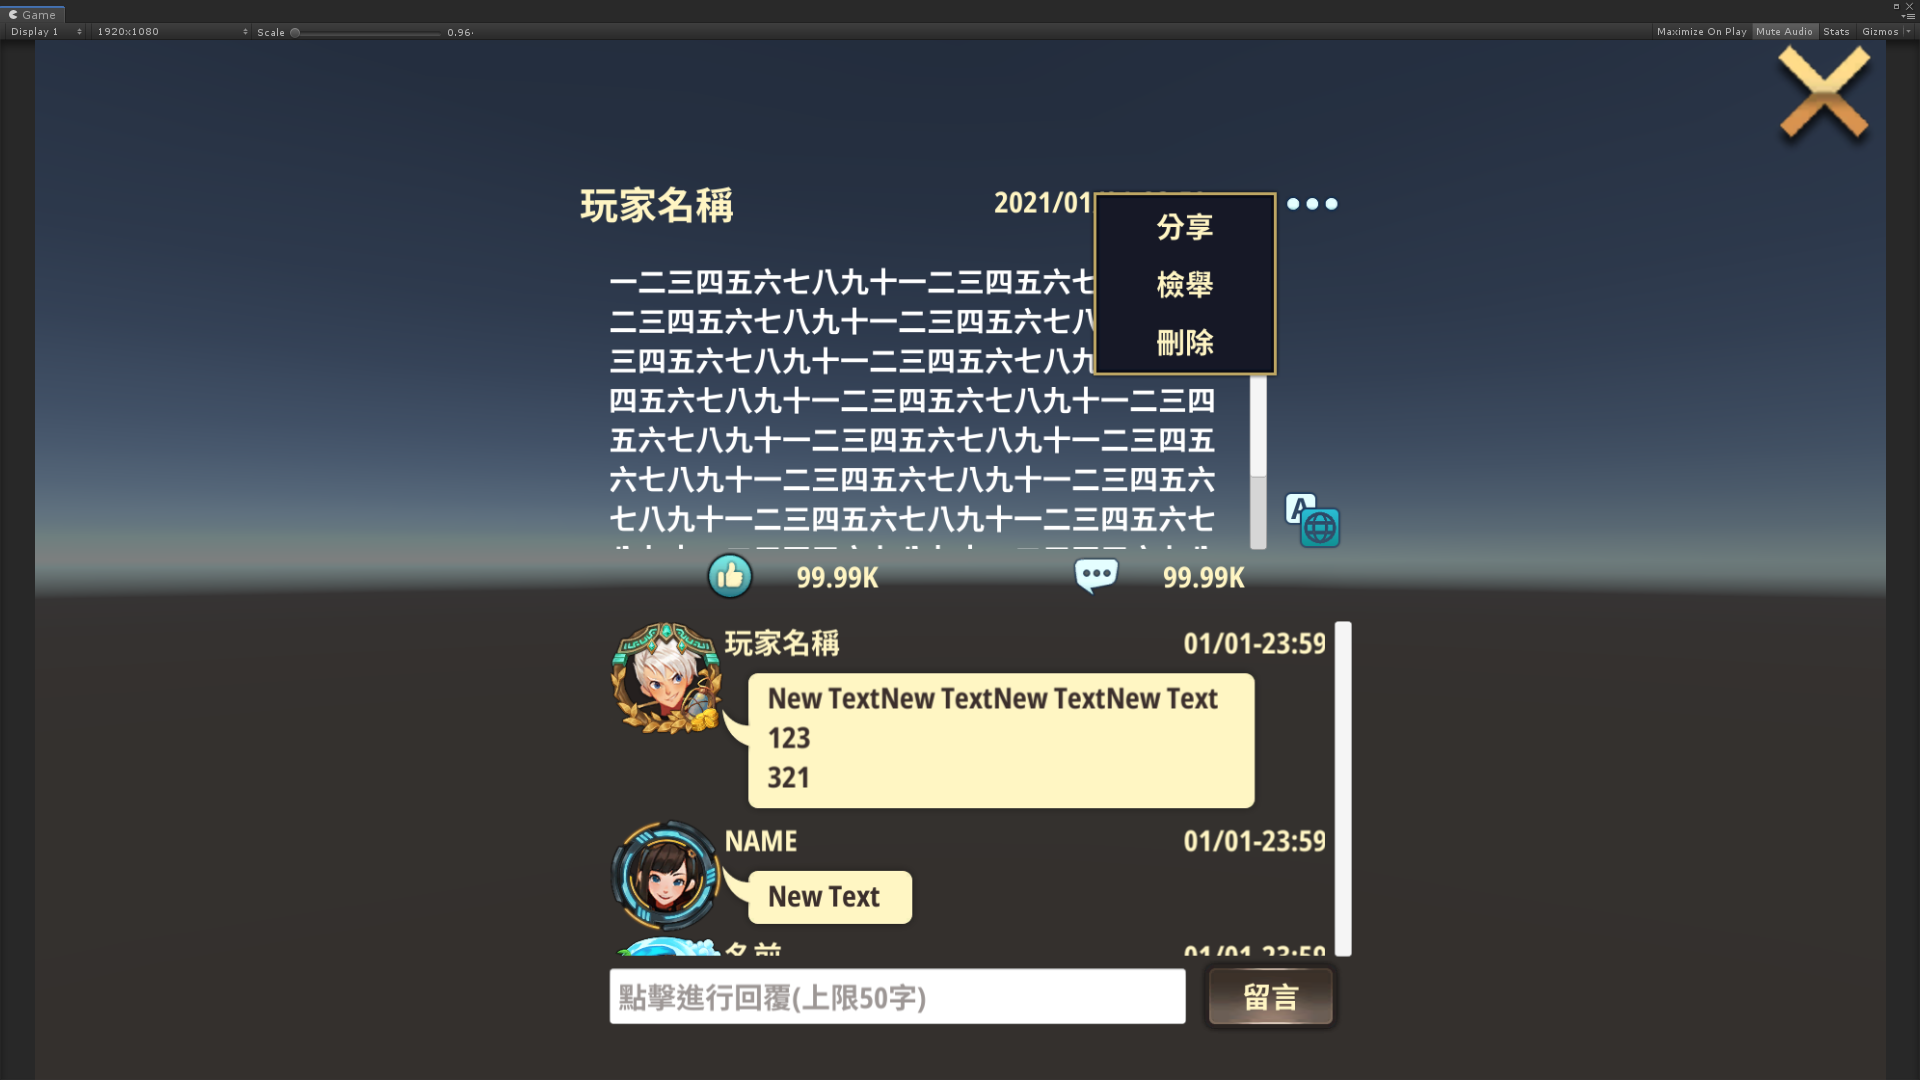 Game
Display 1
1920x1080
Scale
0.96
Maximize On Play
Mute Audio
Stats
Gizmos
玩家名稱
2021/01
分享
檢舉
刪除
一二三四五六七八九十一二三四五六七
二三四五六七八九十一二三四五六七八
三四五六七八九十一二三四五六七八九
四五六七八九十一二三四五六七八九十一二三四
五六七八九十一二三四五六七八九十一二三四五
六七八九十一二三四五六七八九十一二三四五六
七八九十一二三四五六七八九十一二三四五六七
A
99.99K
99.99K
玩家名稱
01/01-23:59
New TextNew TextNew TextNew Text
123
321
NAME
01/01-23:59
New Text
名前
01/01-23:59
點擊進行回覆(上限50字)
留言